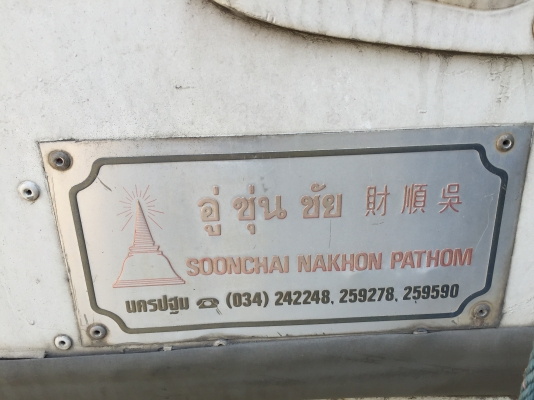 อู่ ซุ่น ชัย 財 順 吳
SOONCHAI NAKHON PATHOM
นครปฐม ☎ (034) 242248, 259278, 259590